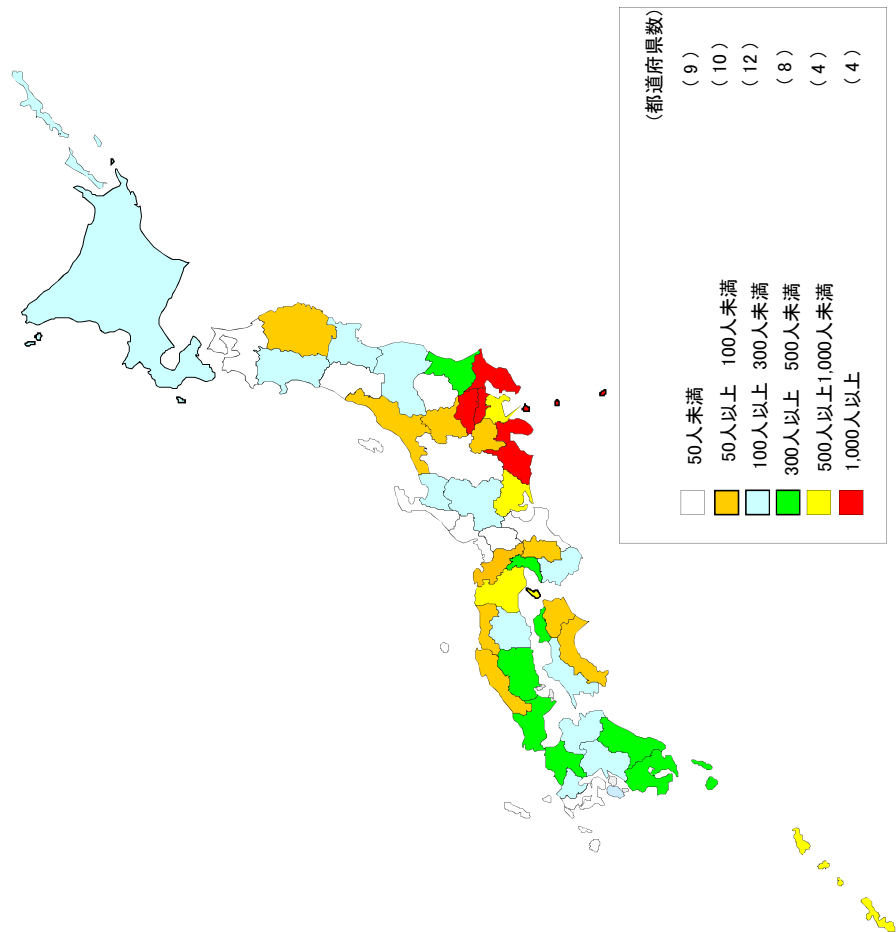 （都道府県数）
50人未満 （ 9 ）
50人以上 100人未満 （ 10 ）
100人以上 300人未満 （ 12 ）
300人以上 500人未満 （ 8 ）
500人以上1,000人未満 （ 4 ）
1,000人以上 （ 4 ）